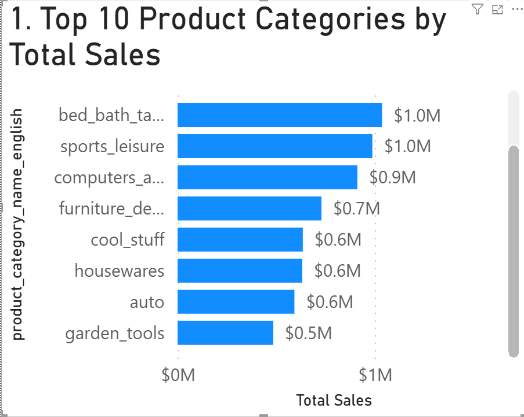 1. Top 10 Product Categories by
Total Sales
product_category_name_english
bed_bath_ta... $1.0M
sports_leisure $1.0M
computers_a... $0.9M
furniture_de... $0.7M
cool_stuff $0.6M
housewares $0.6M
auto $0.6M
garden_tools $0.5M
$0M $1M
Total Sales